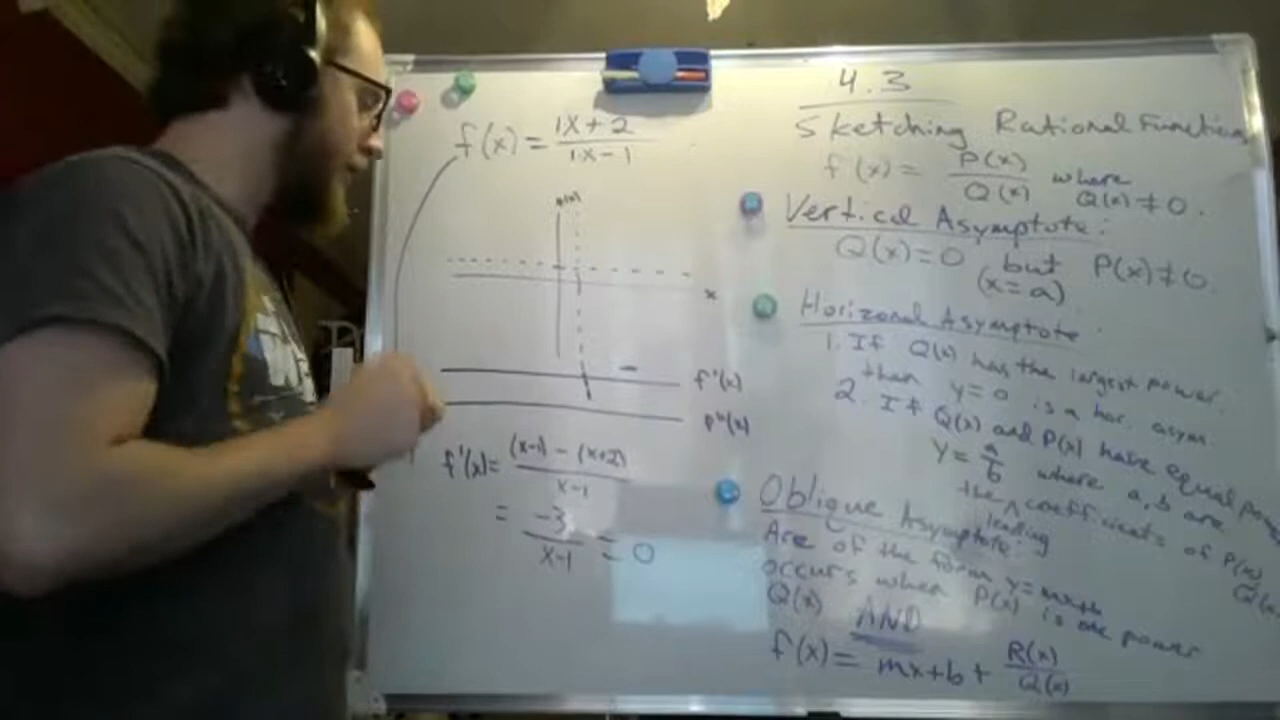 f(x) = 1x + 2 / 1x - 1
x
f'(x)
f''(x)
f'(x) = (x-1) - (x+2) / x-1
= -3 / x-1 = 0
4.3
Sketching Rational Functions
f(x) = P(x) / Q(x) where Q(x) ≠ 0.
Vertical Asymptote:
Q(x) = 0 but P(x) ≠ 0.
(x = a)
Horizonal Asymptote:
1. If Q(x) has the largest power.
than y = 0 is a hor. asym.
2. If Q(x) and P(x) have equal power
y = a/b where a, b are
the leading coefficients of P(x)
Q(x)
Oblique Asymptote:
Are of the form y = mx+b
occurs when P(x) is one power
Q(x) AND
f(x) = mx+b + R(x) / Q(x)